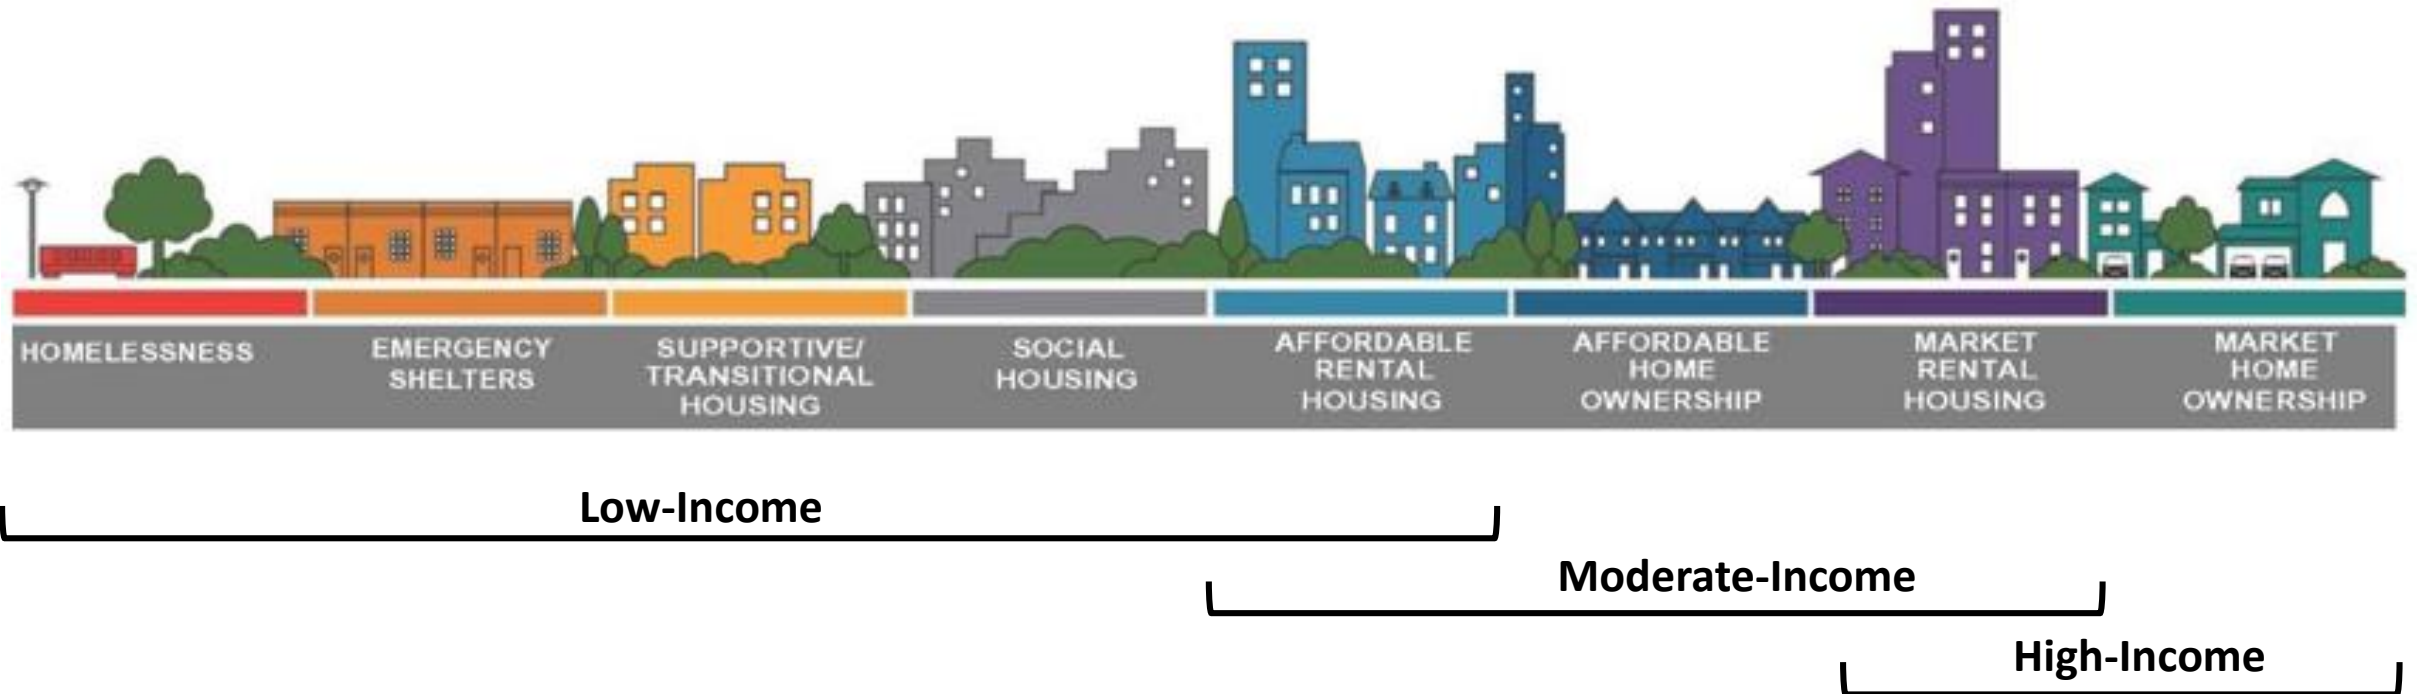 HOMELESSNESS
EMERGENCY
SHELTERS
SUPPORTIVE/
TRANSITIONAL
HOUSING
SOCIAL
HOUSING
AFFORDABLE
RENTAL
HOUSING
AFFORDABLE
HOME
OWNERSHIP
MARKET
RENTAL
HOUSING
MARKET
HOME
OWNERSHIP
Low-Income
Moderate-Income
High-Income